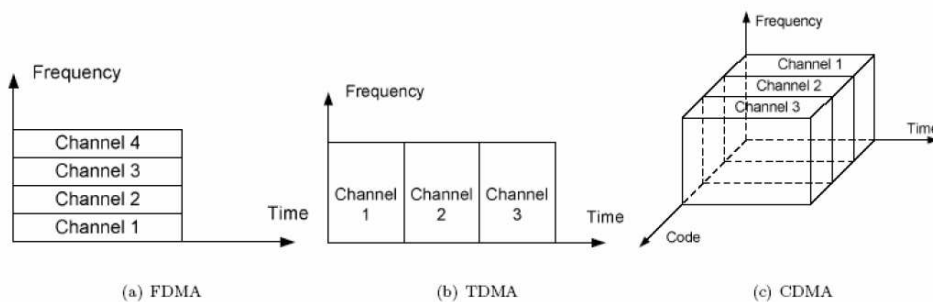 Frequency
Channel 4
Channel 3
Channel 2
Channel 1
Time
(a) FDMA
Frequency
Channel
1
Channel
2
Channel
3
Time
(b) TDMA
Frequency
Channel 1
Channel 2
Channel 3
Time
Code
(c) CDMA